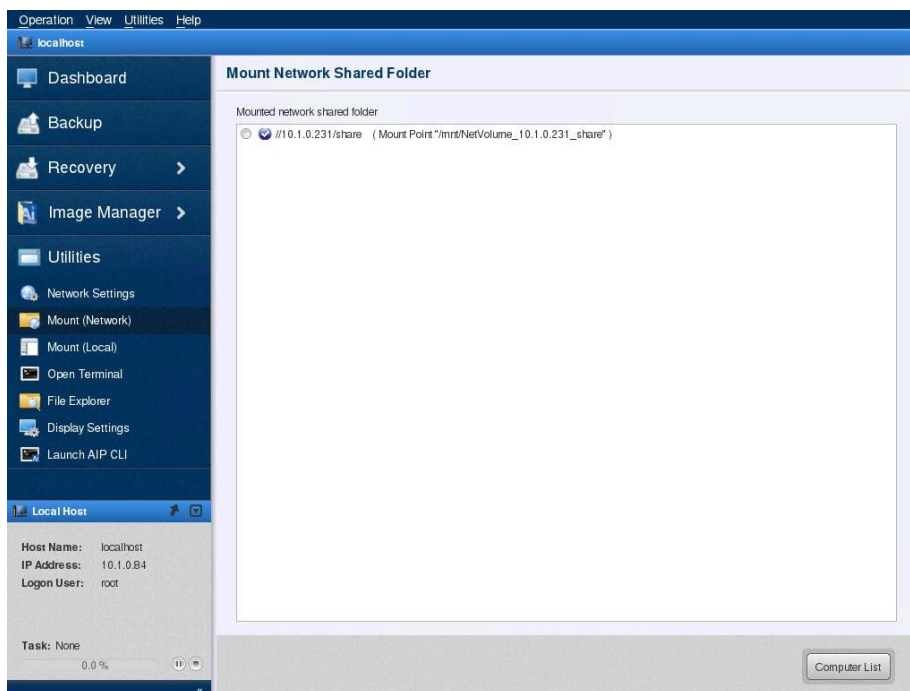 Operation View Utilities Help
localhost
Dashboard
Backup
Recovery
Image Manager
Utilities
Network Settings
Mount (Network)
Mount (Local)
Open Terminal
File Explorer
Display Settings
Launch AIP CLI
Local Host
Host Name: localhost
IP Address: 10.1.0.84
Logon User: root
Task: None
0.0 %
Mount Network Shared Folder
Mounted network shared folder
//10.1.0.231/share ( Mount Point "/mnt/NetVolume_10.1.0.231_share" )
Computer List